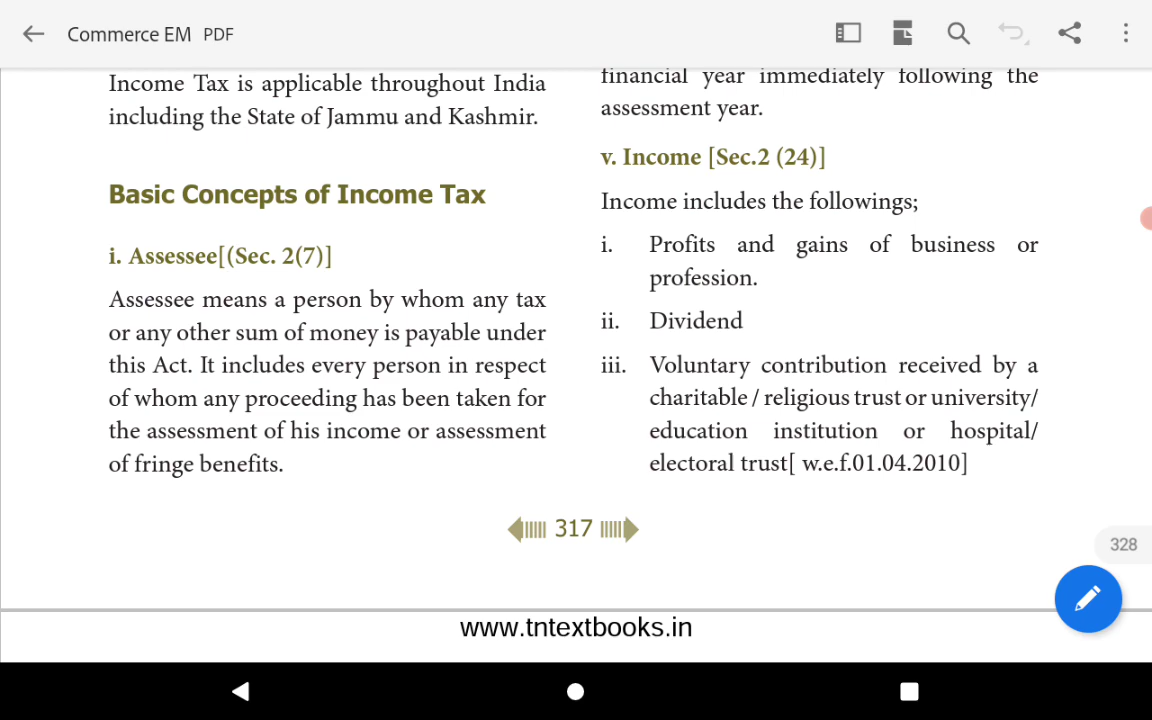 Commerce EM PDF
Income Tax is applicable throughout India
including the State of Jammu and Kashmir.
Basic Concepts of Income Tax
i. Assessee[(Sec. 2(7)]
Assessee means a person by whom any tax
or any other sum of money is payable under
this Act. It includes every person in respect
of whom any proceeding has been taken for
the assessment of his income or assessment
of fringe benefits.
financial year immediately following the
assessment year.
v. Income [Sec.2 (24)]
Income includes the followings;
i. Profits and gains of business or
profession.
ii. Dividend
iii. Voluntary contribution received by a
charitable / religious trust or university/
education institution or hospital/
electoral trust[ w.e.f.01.04.2010]
317
328
www.tntextbooks.in